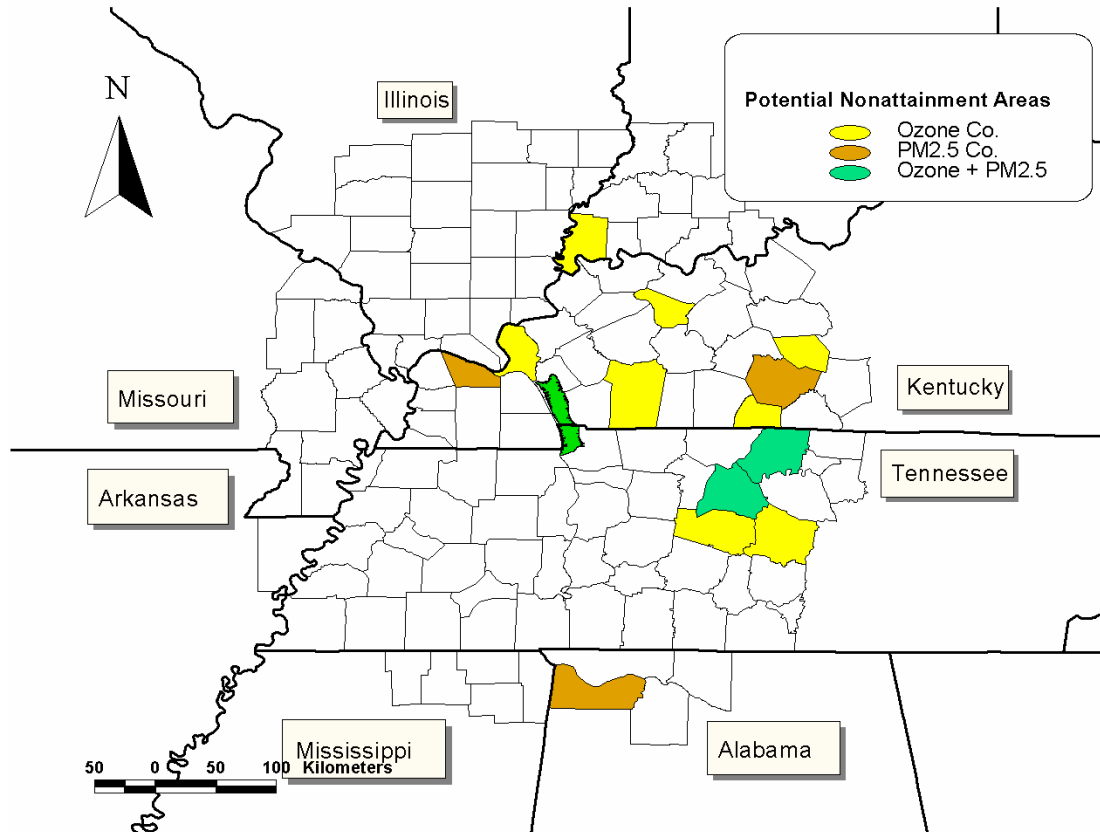 N
Illinois
Potential Nonattainment Areas
Ozone Co.
PM2.5 Co.
Ozone + PM2.5
Missouri
Kentucky
Arkansas
Tennessee
Mississippi
Alabama
50 0 50 100 Kilometers